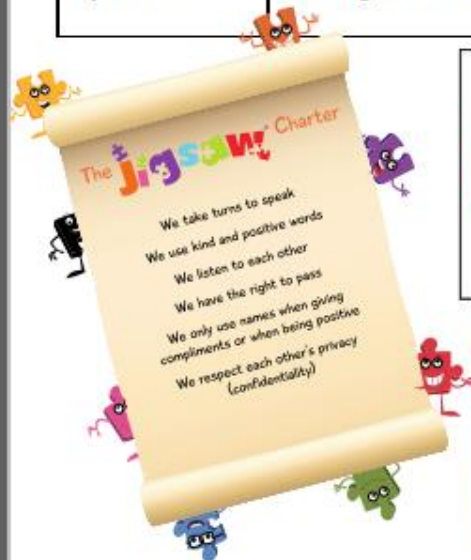 The Jigsaw Charter
We take turns to speak
We use kind and positive words
We listen to each other
We have the right to pass
We only use names when giving
compliments or when being positive
We respect each other's privacy
(confidentiality)